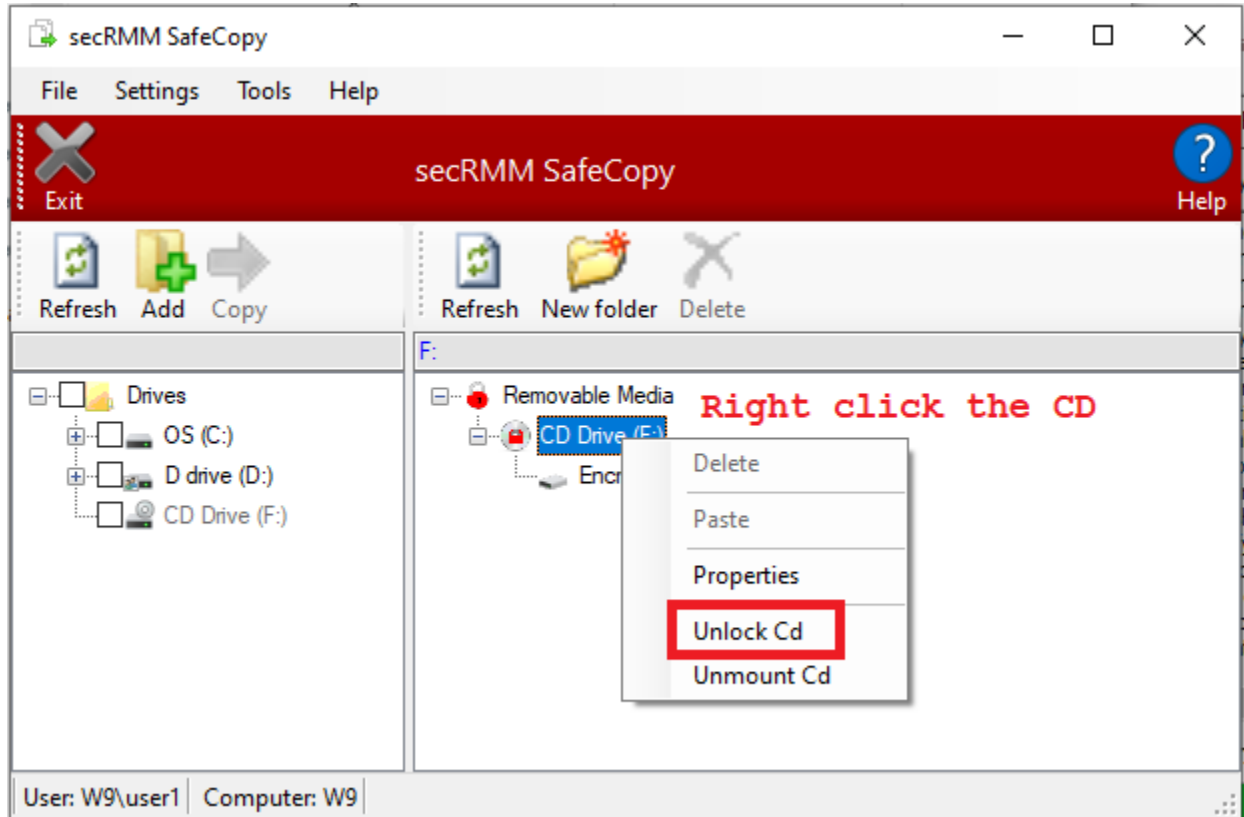 secRMM SafeCopy
File Settings Tools Help
Exit
secRMM SafeCopy
?
Help
Refresh Add Copy
Refresh New folder Delete
F:
Drives
OS (C:)
D drive (D:)
CD Drive (F:)
Removable Media
Right click the CD
CD Drive (F:)
Encr
Delete
Paste
Properties
Unlock Cd
Unmount Cd
User: W9\user1 Computer: W9